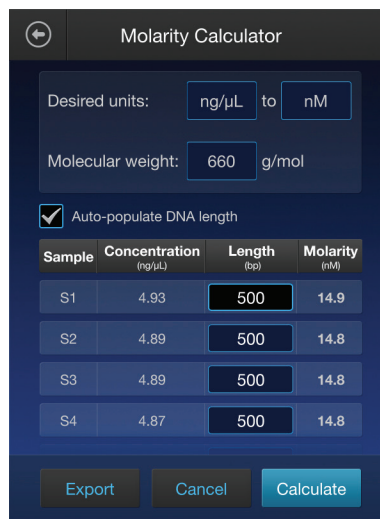 Molarity Calculator
Desired units: ng/µL to nM
Molecular weight: 660 g/mol
Auto-populate DNA length
Sample Concentration (ng/µL) Length (bp) Molarity (nM)
S1 4.93 500 14.9
S2 4.89 500 14.8
S3 4.89 500 14.8
S4 4.87 500 14.8
Export Cancel Calculate